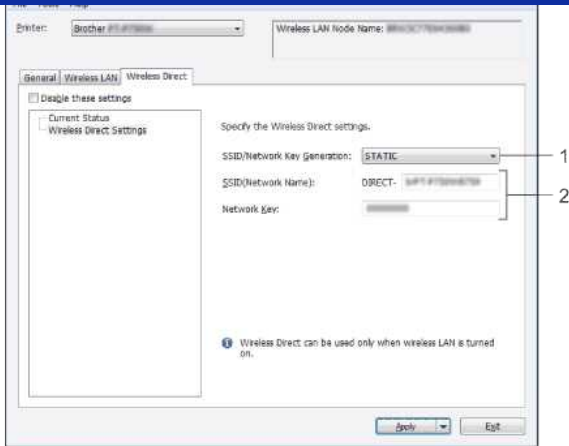 Printer: Brother
Wireless LAN Node Name:
General Wireless LAN Wireless Direct
Disable these settings
Current Status
Wireless Direct Settings
Specify the Wireless Direct settings.
SSID/Network Key Generation: STATIC
1
SSID(Network Name): DIRECT-
2
Network Key:
Wireless Direct can be used only when wireless LAN is turned
on.
Apply Exit